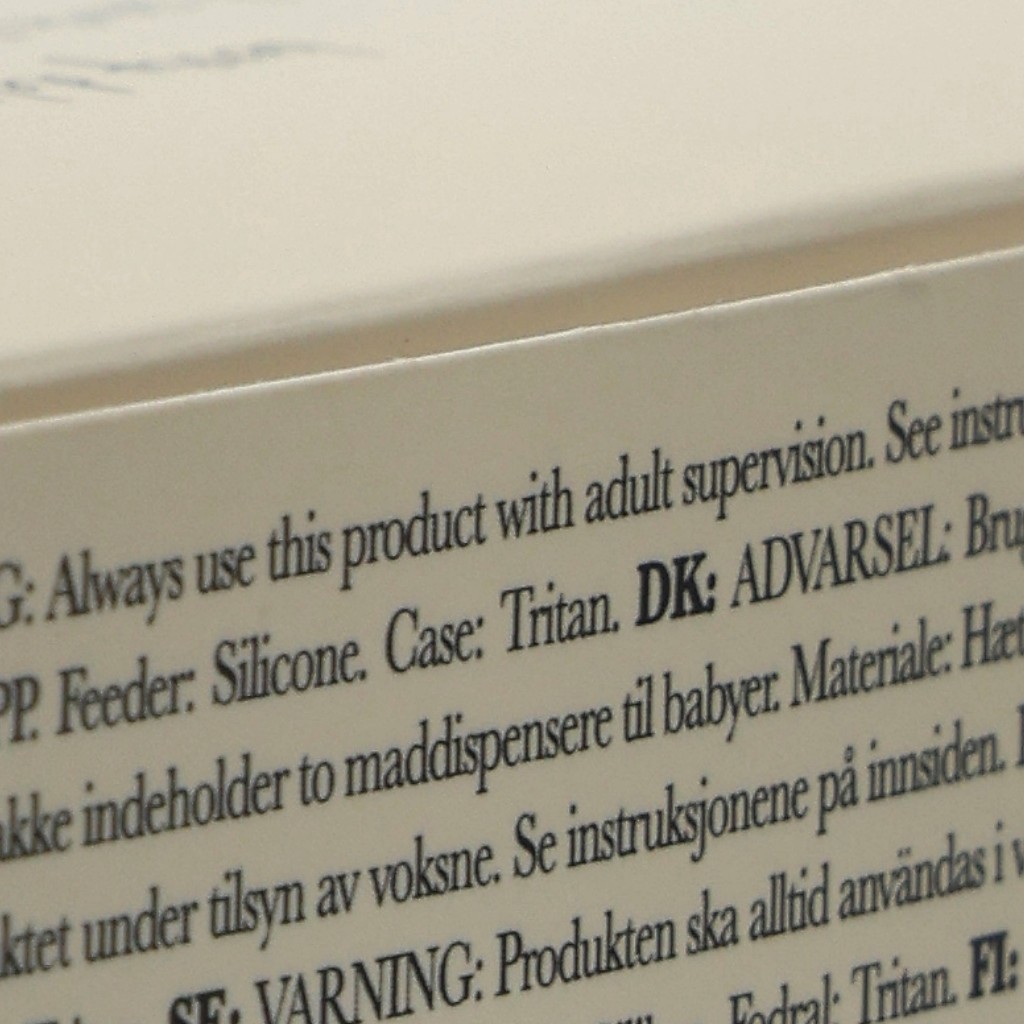 G: Always use this product with adult supervision. See instru
PP. Feeder: Silicone. Case: Tritan. DK: ADVARSEL: Brug
akke indeholder to maddispensere til babyer. Materiale: Hæt
ktet under tilsyn av voksne. Se instruksjonene på innsiden.
SE: VARNING: Produkten ska alltid användas i v
Fodral: Tritan. FI: